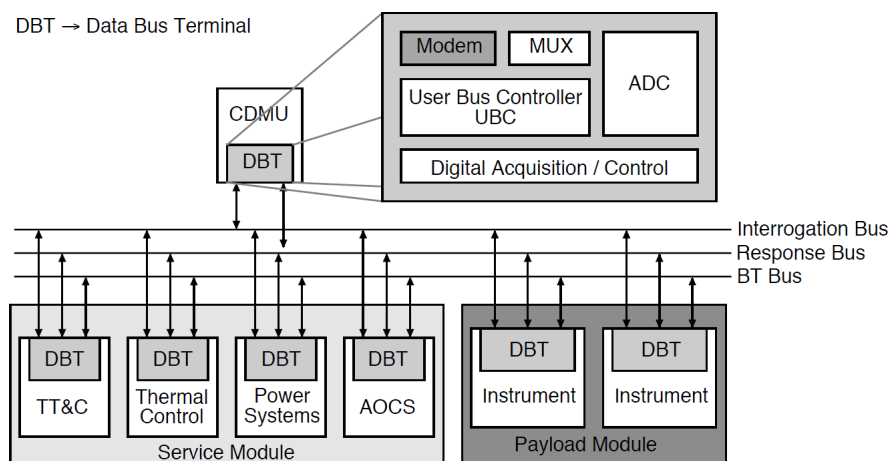 DBT → Data Bus Terminal
Modem
MUX
ADC
User Bus Controller
UBC
Digital Acquisition / Control
CDMU
DBT
Interrogation Bus
Response Bus
BT Bus
DBT
DBT
DBT
DBT
DBT
DBT
TT&C
Thermal
Control
Power
Systems
AOCS
Instrument
Instrument
Service Module
Payload Module